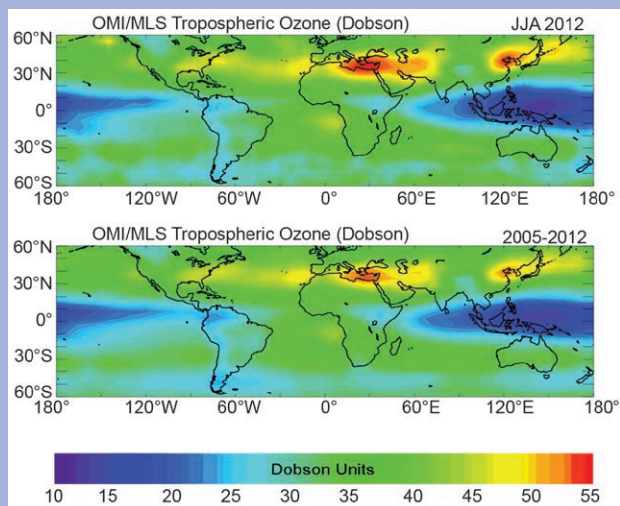 OMI/MLS Tropospheric Ozone (Dobson) JJA 2012
60°N
30°N
0°
30°S
60°S
180° 120°W 60°W 0° 60°E 120°E 180°
OMI/MLS Tropospheric Ozone (Dobson) 2005-2012
60°N
30°N
0°
30°S
60°S
180° 120°W 60°W 0° 60°E 120°E 180°
Dobson Units
10 15 20 25 30 35 40 45 50 55